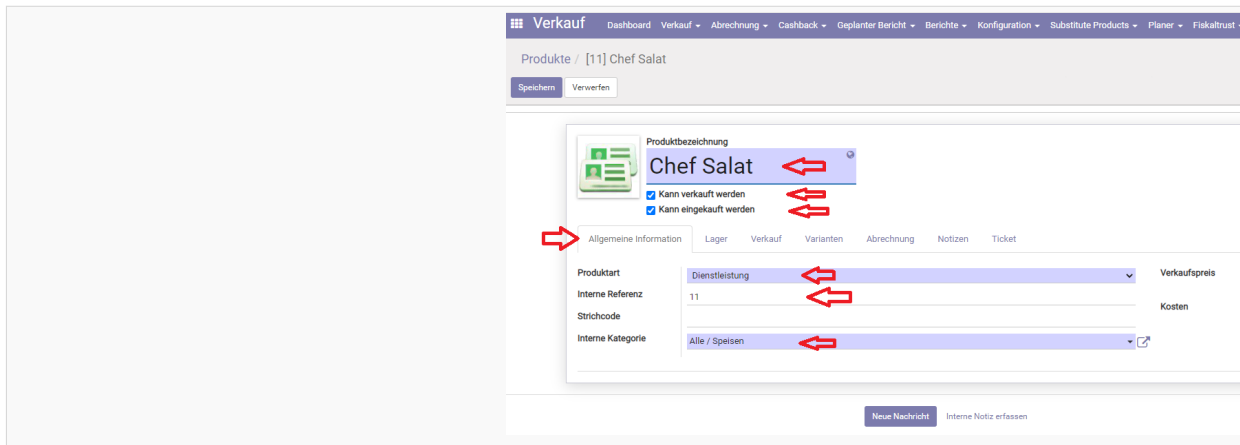 Verkauf Dashboard Verkauf Abrechnung Cashback Geplanter Bericht Berichte Konfiguration Substitute Products Planer Fiskaltrust
Produkte / [11] Chef Salat
Speichern Verwerfen
Produktbezeichnung
Chef Salat
Kann verkauft werden
Kann eingekauft werden
Allgemeine Information Lager Verkauf Varianten Abrechnung Notizen Ticket
Produktart Dienstleistung Verkaufspreis
Interne Referenz 11
Kosten
Strichcode
Interne Kategorie Alle / Speisen
Neue Nachricht Interne Notiz erfassen